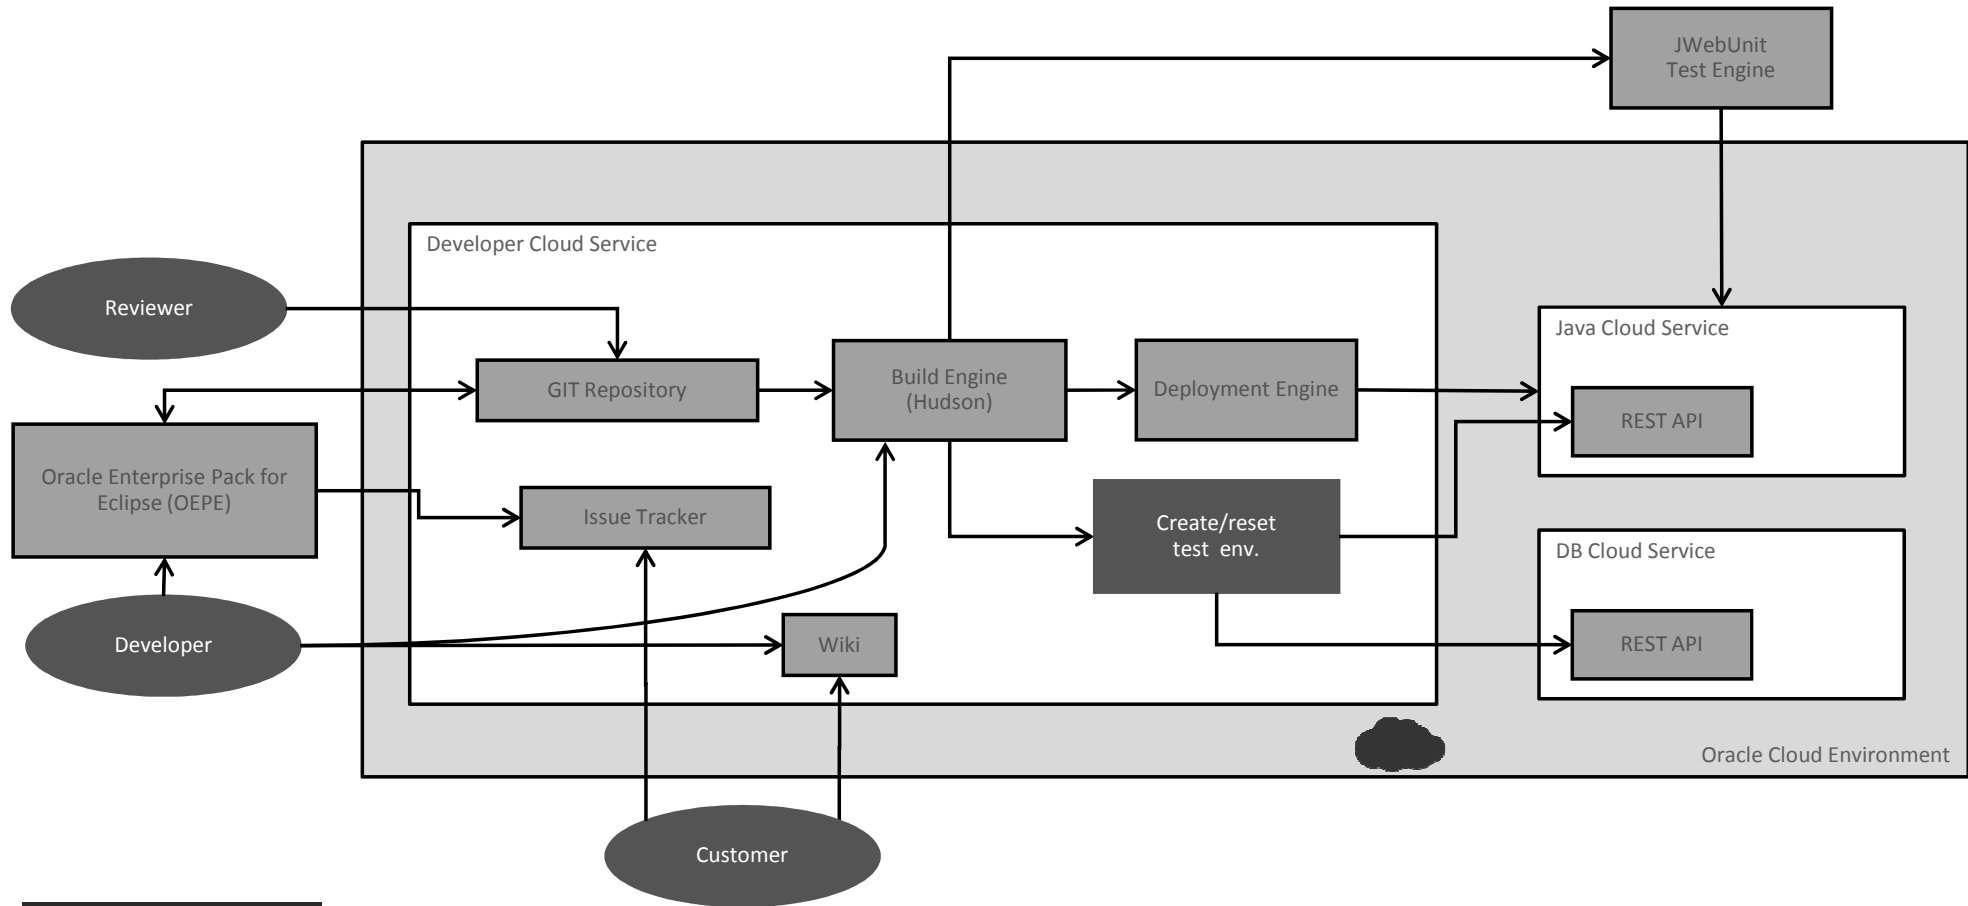 JWebUnit
Test Engine
Developer Cloud Service
Reviewer
Java Cloud Service
GIT Repository
Build Engine
(Hudson)
Deployment Engine
REST API
Oracle Enterprise Pack for
Eclipse (OEPE)
Issue Tracker
Create/reset
test env.
DB Cloud Service
Developer
Wiki
REST API
Oracle Cloud Environment
Customer